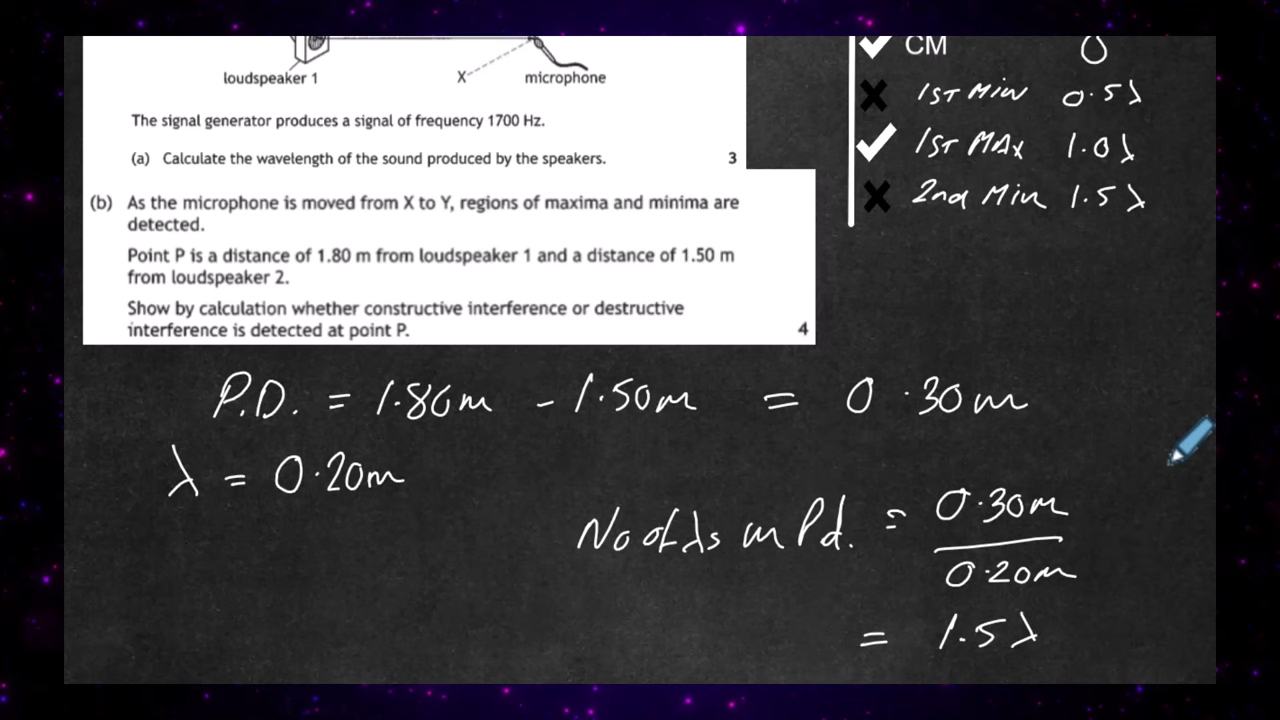 loudspeaker 1
X
microphone
The signal generator produces a signal of frequency 1700 Hz.
(a) Calculate the wavelength of the sound produced by the speakers. 3
(b) As the microphone is moved from X to Y, regions of maxima and minima are
detected.
Point P is a distance of 1.80 m from loudspeaker 1 and a distance of 1.50 m
from loudspeaker 2.
Show by calculation whether constructive interference or destructive
interference is detected at point P. 4
✓ CM 0
✗ 1ST MiN 0.5λ
✓ 1ST MAx 1.0λ
✗ 2nd Min 1.5λ
P.D. = 1.80m - 1.50m = 0.30m
λ = 0.20m
No of λs in Pd. = 0.30m
0.20m
= 1.5λ